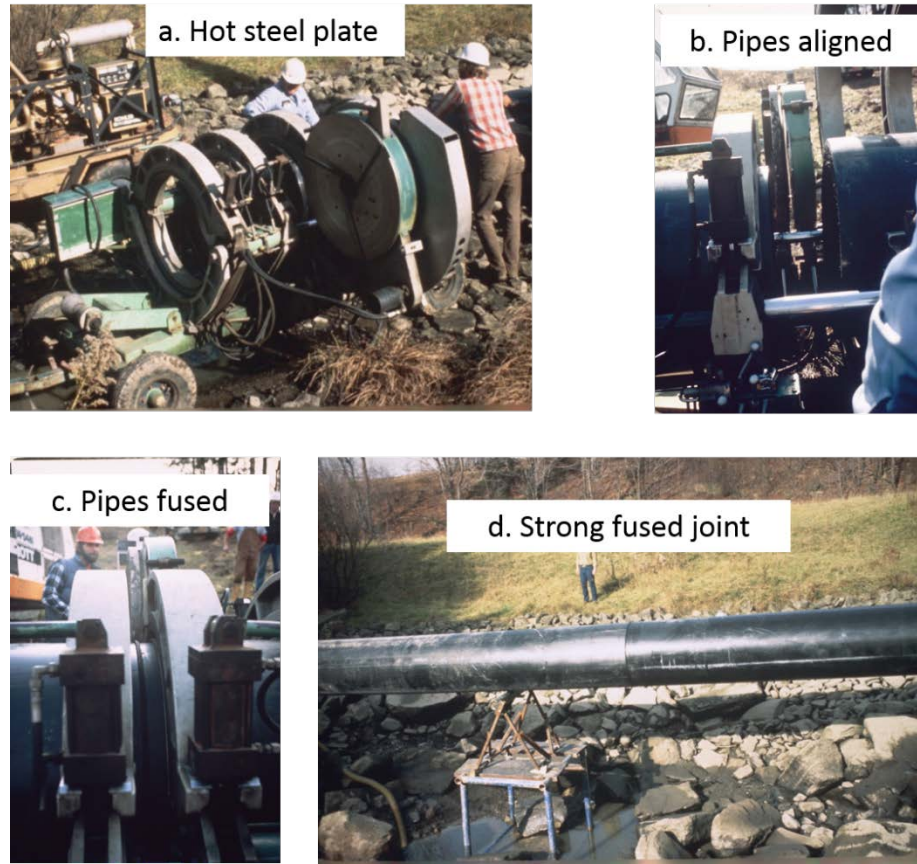 a. Hot steel plate
b. Pipes aligned
c. Pipes fused
d. Strong fused joint